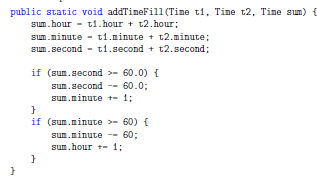 public static void addTimeFill(Time t1, Time t2, Time sum) {
sum.hour = t1.hour + t2.hour;
sum.minute = t1.minute + t2.minute;
sum.second = t1.second + t2.second;
if (sum.second >= 60.0) {
sum.second -= 60.0;
sum.minute += 1;
}
if (sum.minute >= 60) {
sum.minute -= 60;
sum.hour += 1;
}
}